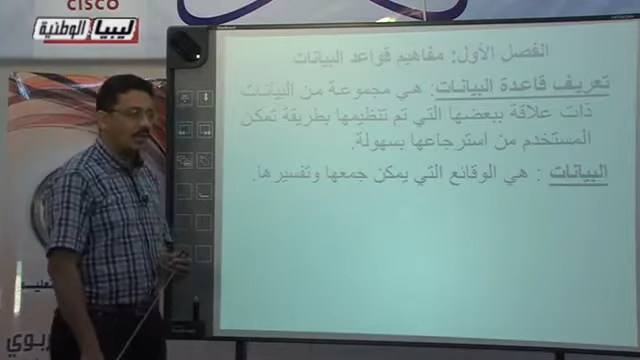 CISCO
ليبيا الوطنية
الفصل الأول: مفاهيم قواعد البيانات
تعريف قاعدة البيانات: هي مجموعة من البيانات
ذات علاقة ببعضها التي تم تنظيمها بطريقة تمكن
المستخدم من استرجاعها بسهولة.
البيانات : هي الوقائع التي يمكن جمعها وتفسيرها.